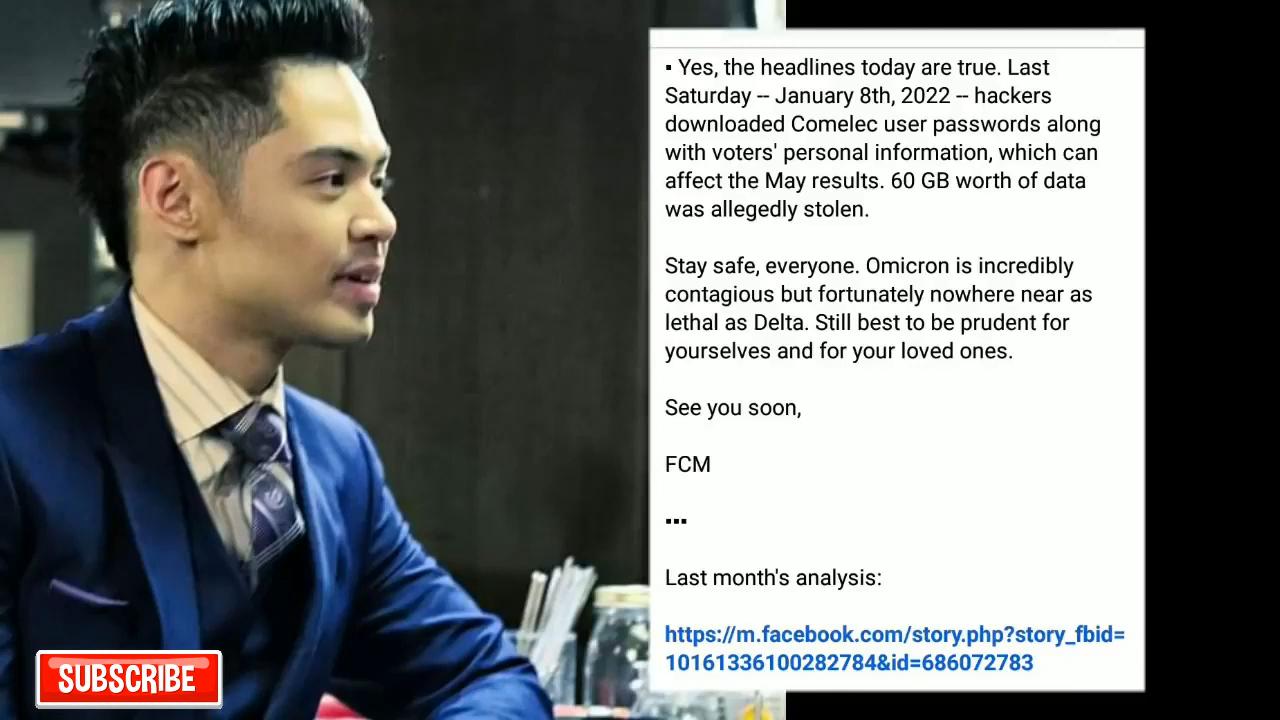 ▪ Yes, the headlines today are true. Last
Saturday -- January 8th, 2022 -- hackers
downloaded Comelec user passwords along
with voters' personal information, which can
affect the May results. 60 GB worth of data
was allegedly stolen.
Stay safe, everyone. Omicron is incredibly
contagious but fortunately nowhere near as
lethal as Delta. Still best to be prudent for
yourselves and for your loved ones.
See you soon,
FCM
▪▪▪
Last month's analysis:
https://m.facebook.com/story.php?story_fbid=
10161336100282784&id=686072783
SUBSCRIBE